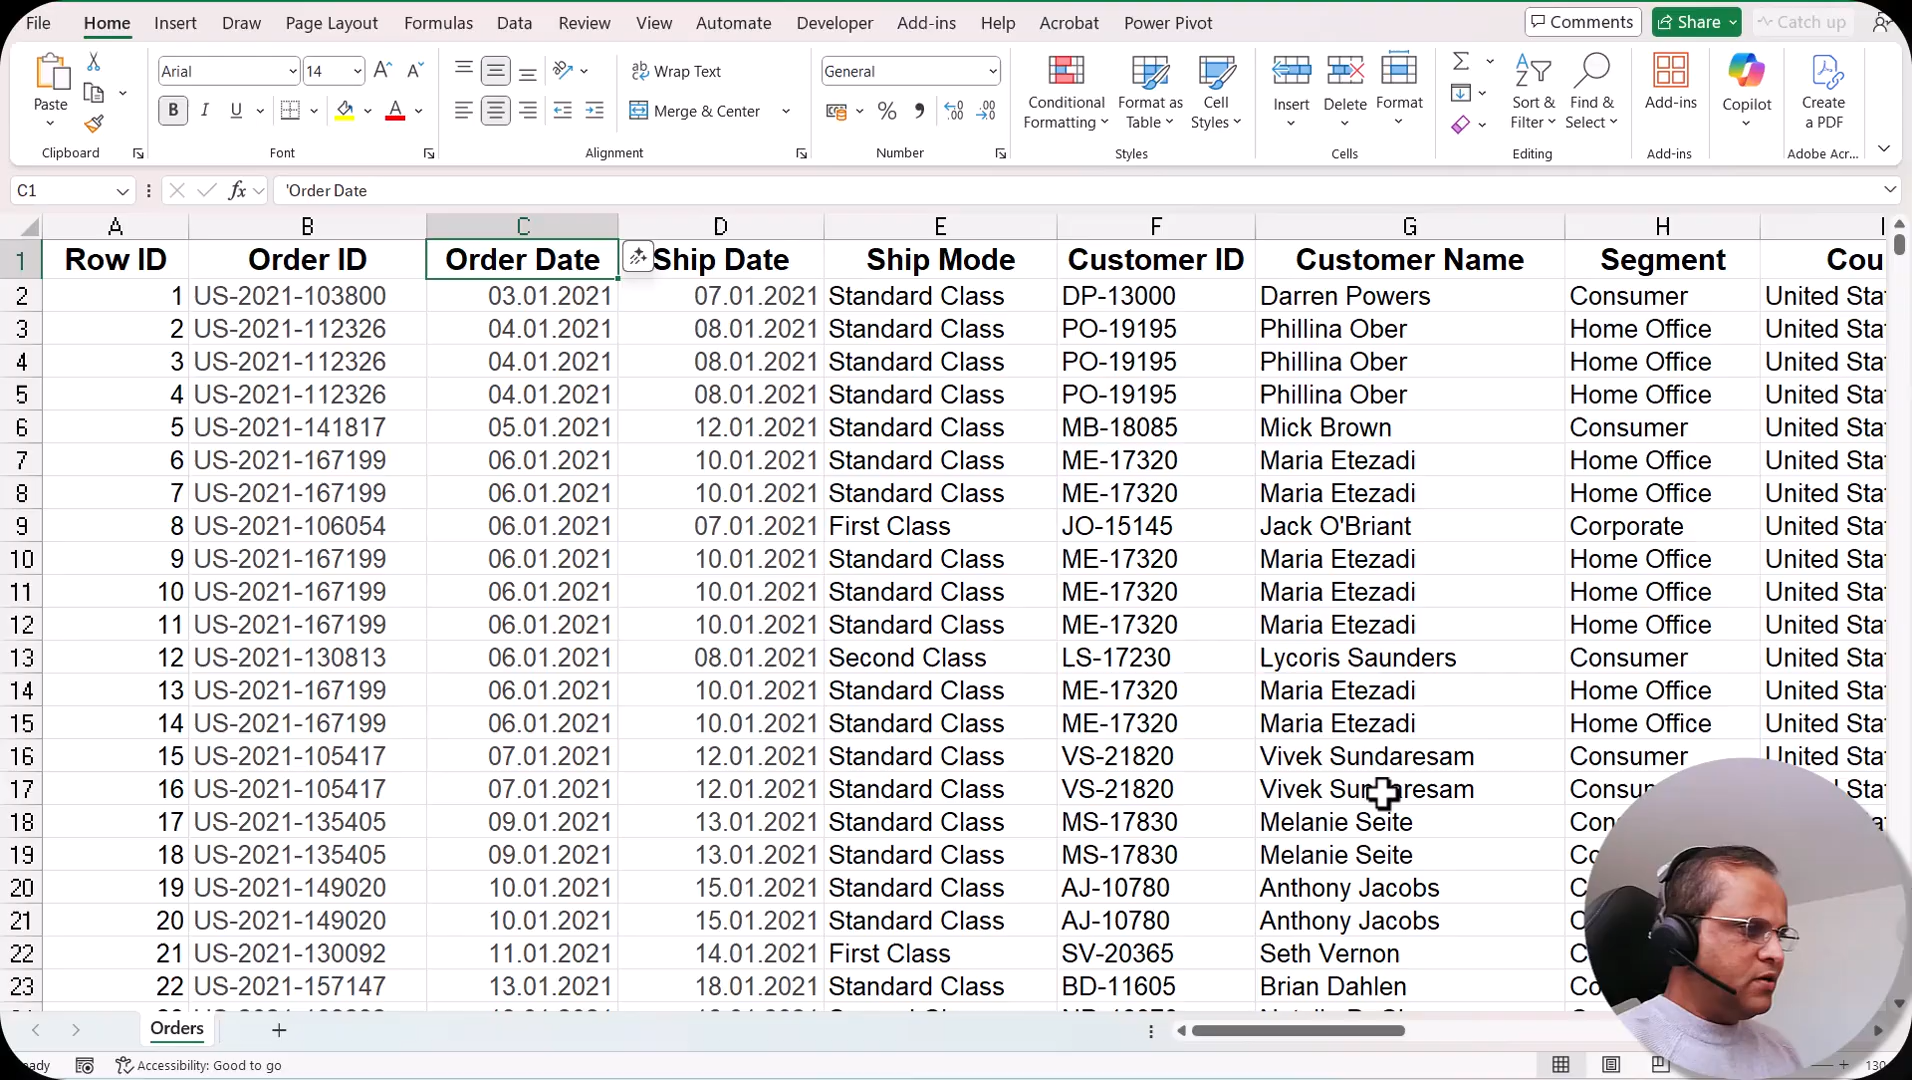 File Home Insert Draw Page Layout Formulas Data Review View Automate Developer Add-ins Help Acrobat Power Pivot Comments Share Catch up
Paste
Clipboard
Arial 14
B I U A
Font
ab Wrap Text
Merge & Center
Alignment
General
% ,
Number
Conditional Formatting
Format as Table
Cell Styles
Styles
Insert Delete Format
Cells
Sort & Filter
Find & Select
Editing
Add-ins
Add-ins
Copilot
Create a PDF
Adobe Acr...
C1 fx 'Order Date
A B C D E F G H I
1 Row ID Order ID Order Date Ship Date Ship Mode Customer ID Customer Name Segment Cou
2 1 US-2021-103800 03.01.2021 07.01.2021 Standard Class DP-13000 Darren Powers Consumer United Sta
3 2 US-2021-112326 04.01.2021 08.01.2021 Standard Class PO-19195 Phillina Ober Home Office United Sta
4 3 US-2021-112326 04.01.2021 08.01.2021 Standard Class PO-19195 Phillina Ober Home Office United Sta
5 4 US-2021-112326 04.01.2021 08.01.2021 Standard Class PO-19195 Phillina Ober Home Office United Sta
6 5 US-2021-141817 05.01.2021 12.01.2021 Standard Class MB-18085 Mick Brown Consumer United Sta
7 6 US-2021-167199 06.01.2021 10.01.2021 Standard Class ME-17320 Maria Etezadi Home Office United Sta
8 7 US-2021-167199 06.01.2021 10.01.2021 Standard Class ME-17320 Maria Etezadi Home Office United Sta
9 8 US-2021-106054 06.01.2021 07.01.2021 First Class JO-15145 Jack O'Briant Corporate United Sta
10 9 US-2021-167199 06.01.2021 10.01.2021 Standard Class ME-17320 Maria Etezadi Home Office United Sta
11 10 US-2021-167199 06.01.2021 10.01.2021 Standard Class ME-17320 Maria Etezadi Home Office United Sta
12 11 US-2021-167199 06.01.2021 10.01.2021 Standard Class ME-17320 Maria Etezadi Home Office United Sta
13 12 US-2021-130813 06.01.2021 08.01.2021 Second Class LS-17230 Lycoris Saunders Consumer United Sta
14 13 US-2021-167199 06.01.2021 10.01.2021 Standard Class ME-17320 Maria Etezadi Home Office United Sta
15 14 US-2021-167199 06.01.2021 10.01.2021 Standard Class ME-17320 Maria Etezadi Home Office United Sta
16 15 US-2021-105417 07.01.2021 12.01.2021 Standard Class VS-21820 Vivek Sundaresam Consumer United Sta
17 16 US-2021-105417 07.01.2021 12.01.2021 Standard Class VS-21820 Vivek Sundaresam
18 17 US-2021-135405 09.01.2021 13.01.2021 Standard Class MS-17830 Melanie Seite
19 18 US-2021-135405 09.01.2021 13.01.2021 Standard Class MS-17830 Melanie Seite
20 19 US-2021-149020 10.01.2021 15.01.2021 Standard Class AJ-10780 Anthony Jacobs
21 20 US-2021-149020 10.01.2021 15.01.2021 Standard Class AJ-10780 Anthony Jacobs
22 21 US-2021-130092 11.01.2021 14.01.2021 First Class SV-20365 Seth Vernon
23 22 US-2021-157147 13.01.2021 18.01.2021 Standard Class BD-11605 Brian Dahlen
Orders
Accessibility: Good to go
130